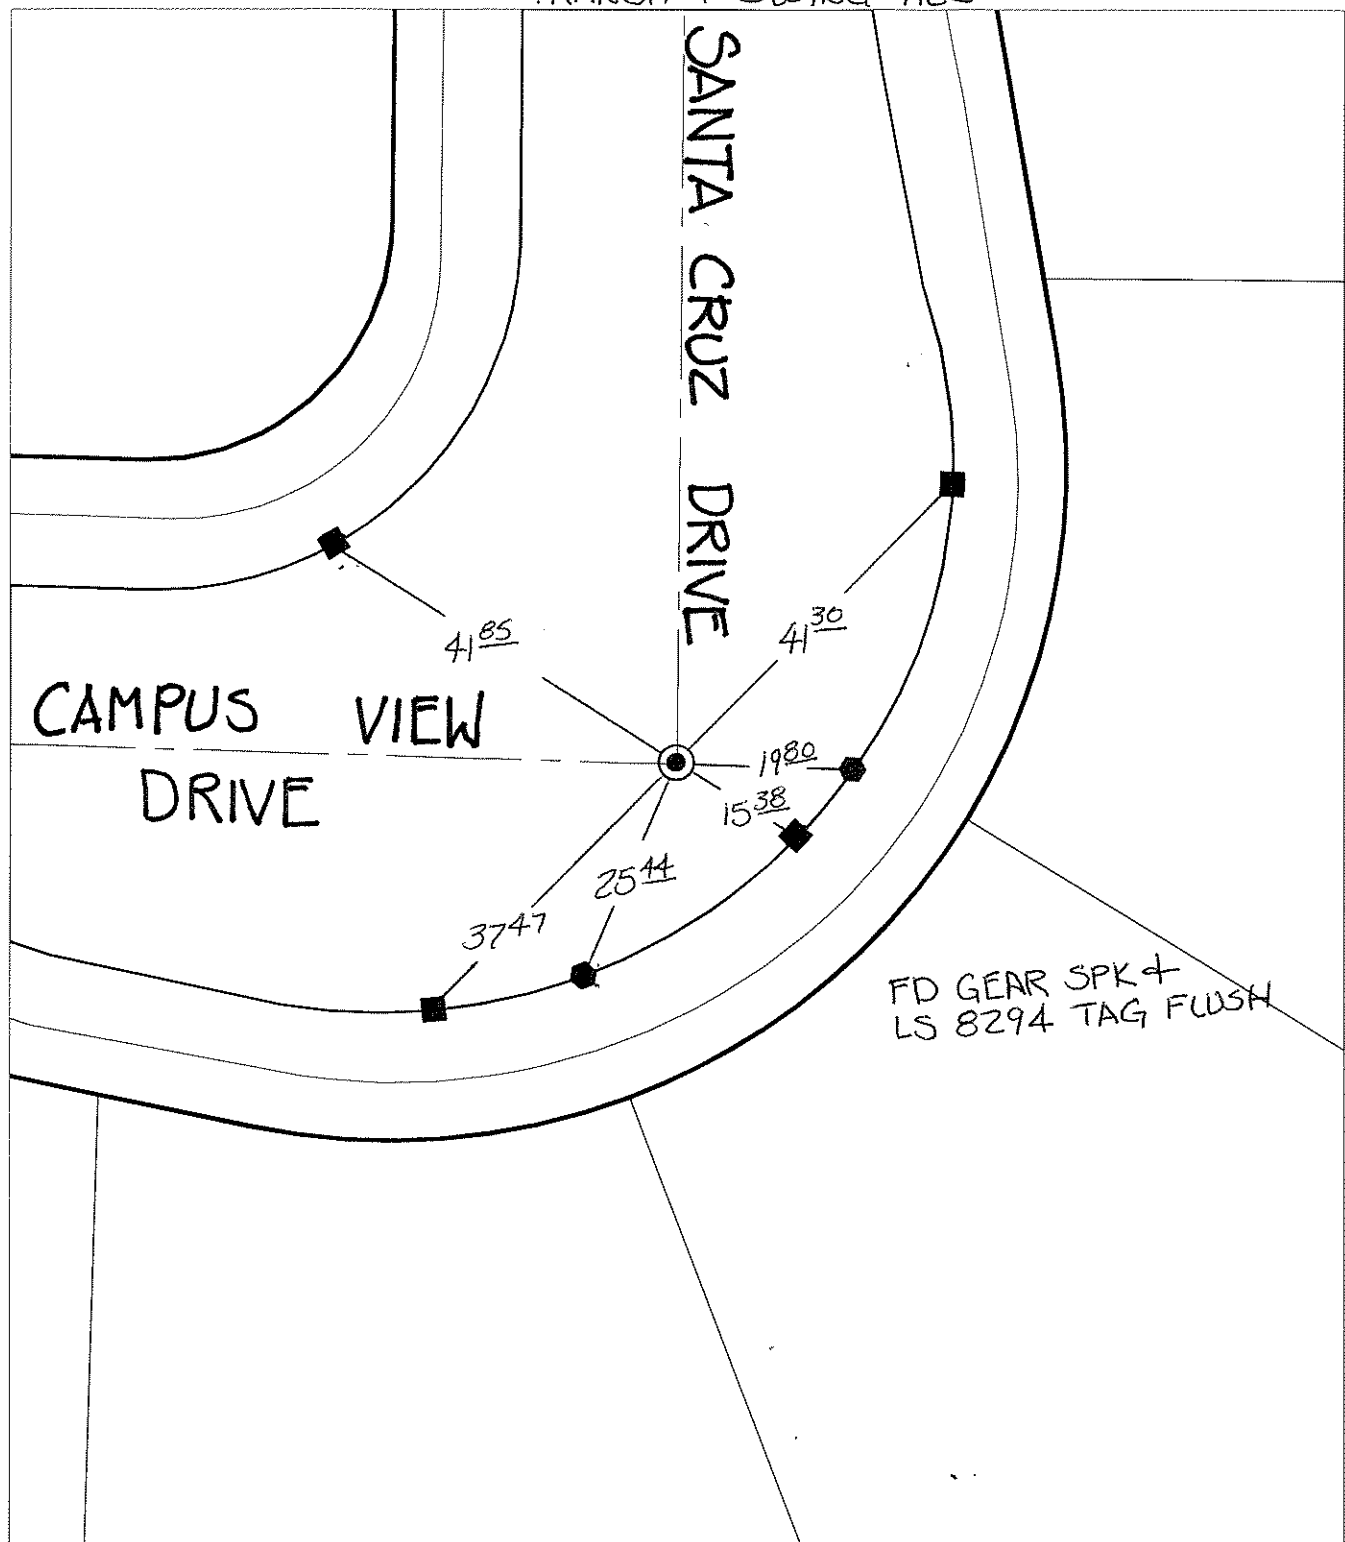 SANTA CRUZ DRIVE
41 85
41 30
CAMPUS VIEW
DRIVE
19 80
15 38
25 44
37 47
FD GEAR SPK &
LS 8294 TAG FLUSH